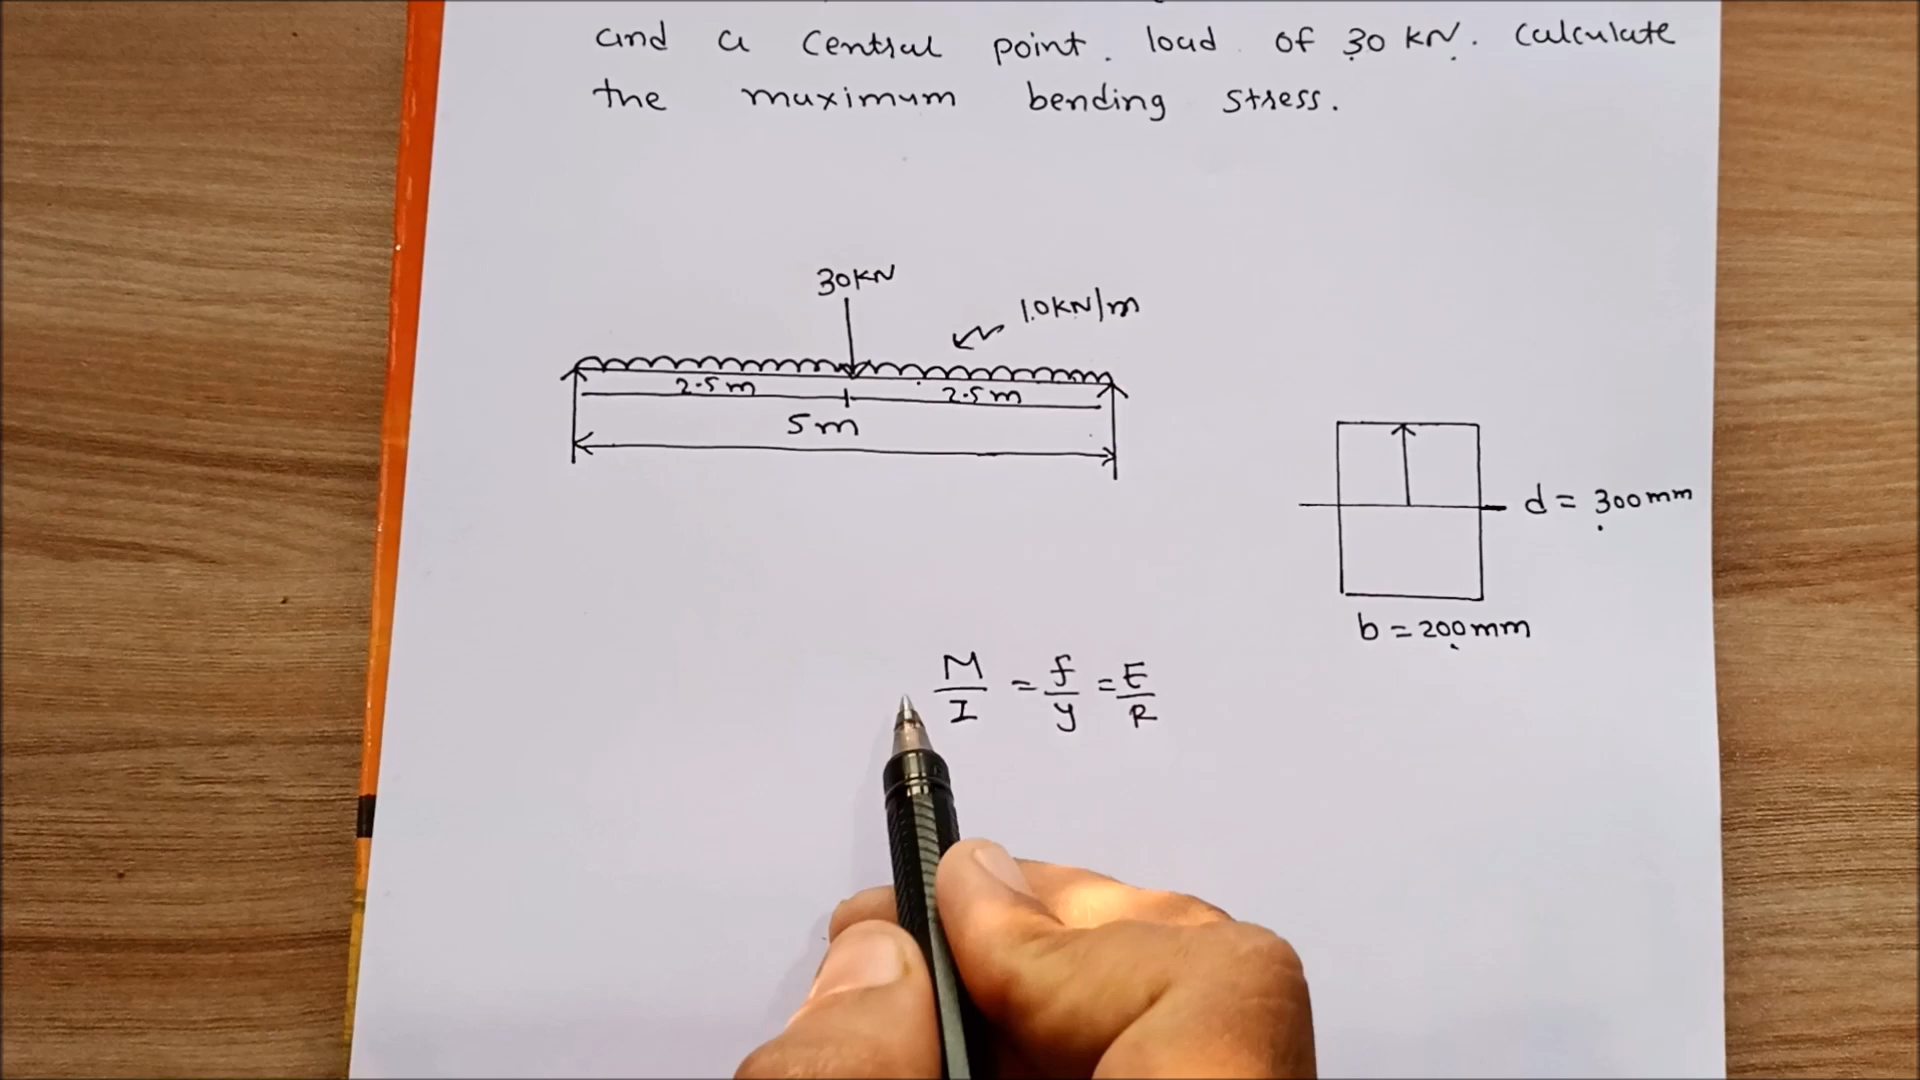 and a central point load of 30 kN. Calculate
the maximum bending stress.
30KN
1.0KN/m
2.5m 2.5m
5m
d = 300mm
b = 200mm
M/I = f/y = E/R